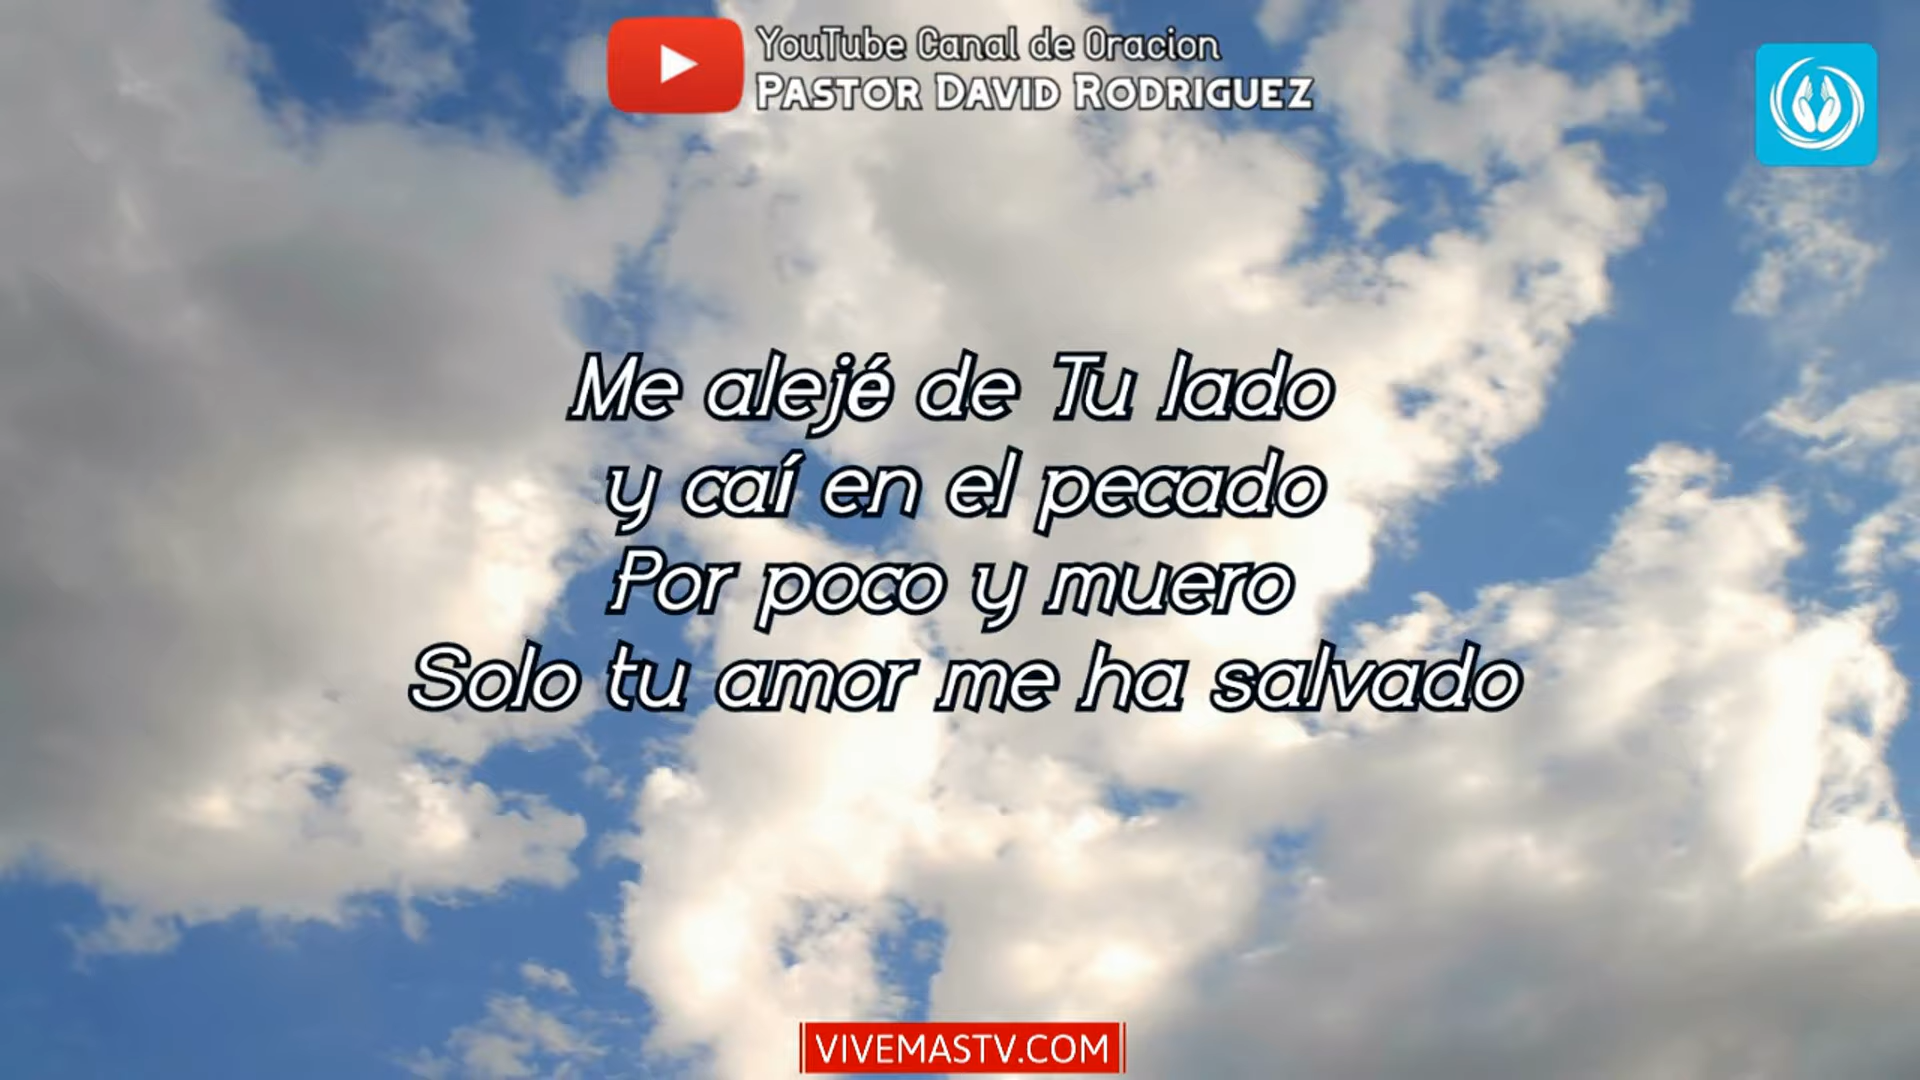 YouTube Canal de Oracion
PASTOR DAVID RODRIGUEZ
Me alejé de Tu lado
y caí en el pecado
Por poco y muero
Solo tu amor me ha salvado
VIVEMASTV.COM